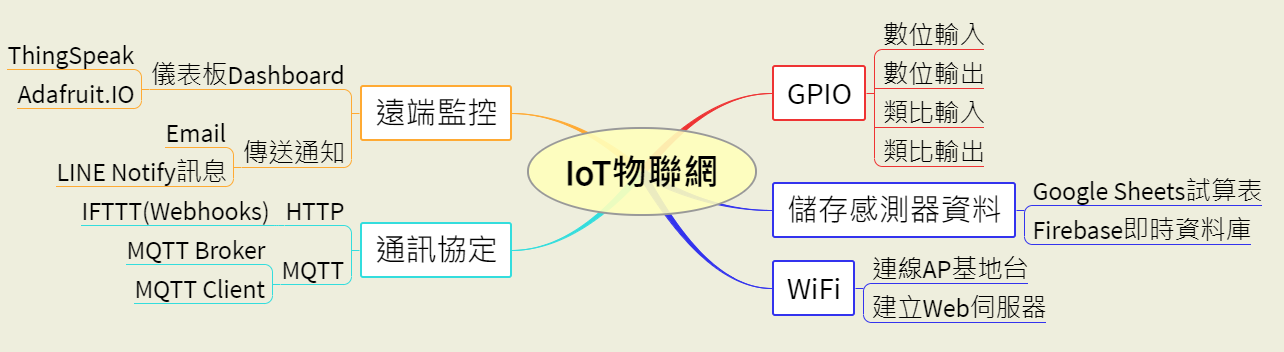 IoT物聯網
遠端監控
儀表板Dashboard
ThingSpeak
Adafruit.IO
傳送通知
Email
LINE Notify訊息
通訊協定
HTTP
IFTTT(Webhooks)
MQTT
MQTT Broker
MQTT Client
GPIO
數位輸入
數位輸出
類比輸入
類比輸出
儲存感測器資料
Google Sheets試算表
Firebase即時資料庫
WiFi
連線AP基地台
建立Web伺服器